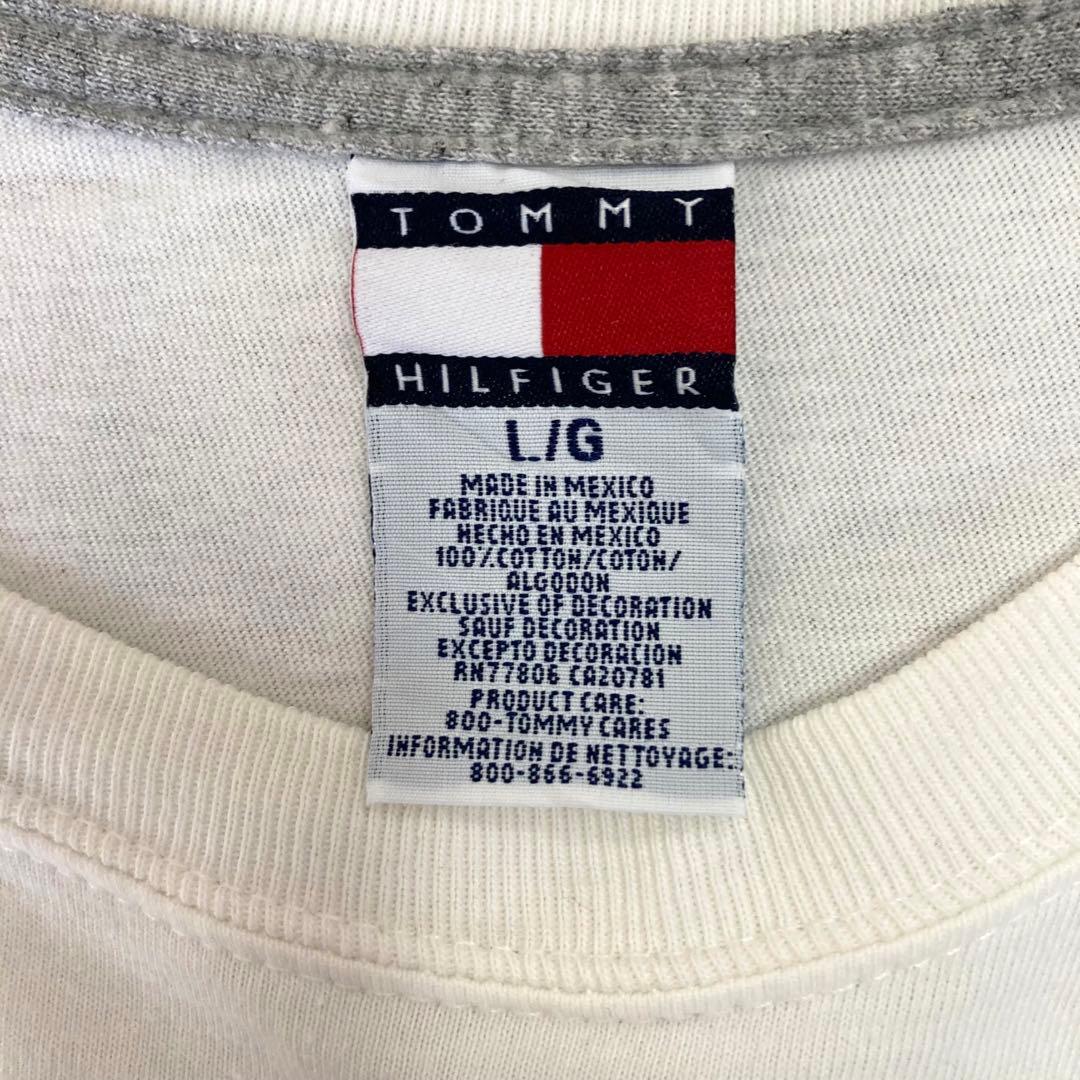 TOMMY
HILFIGER
L/G
MADE IN MEXICO
FABRIQUE AU MEXIQUE
HECHO EN MEXICO
100%COTTON/COTON/
ALGODON
EXCLUSIVE OF DECORATION
SAUF DECORATION
EXCEPTO DECORACION
RN77806 CA20781
PRODUCT CARE:
800-TOMMY CARES
INFORMATION DE NETTOYAGE:
800-866-6922